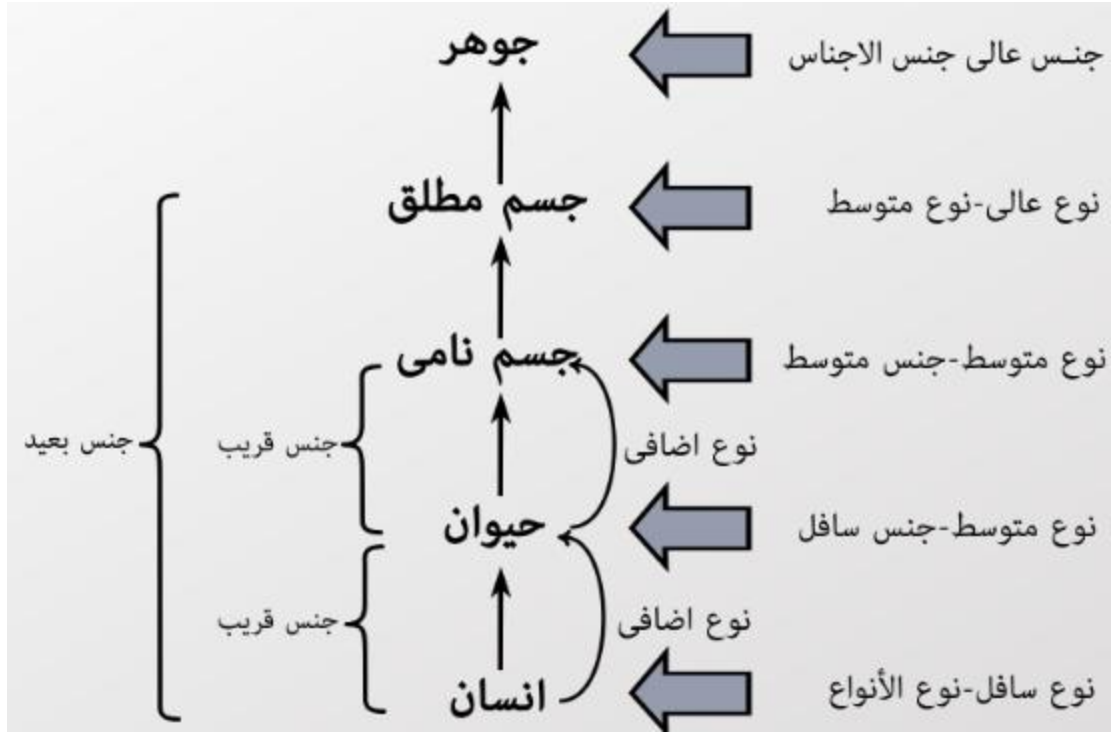 جنـس عالی جنس الاجناس
جوهر
نوع عالی-نوع متوسط
جسم مطلق
نوع متوسط-جنس متوسط
جسم نامی
نوع اضافی
جنس قریب
جنس بعید
نوع متوسط-جنس سافل
حیوان
نوع اضافی
جنس قریب
نوع سافل-نوع الأنواع
انسان